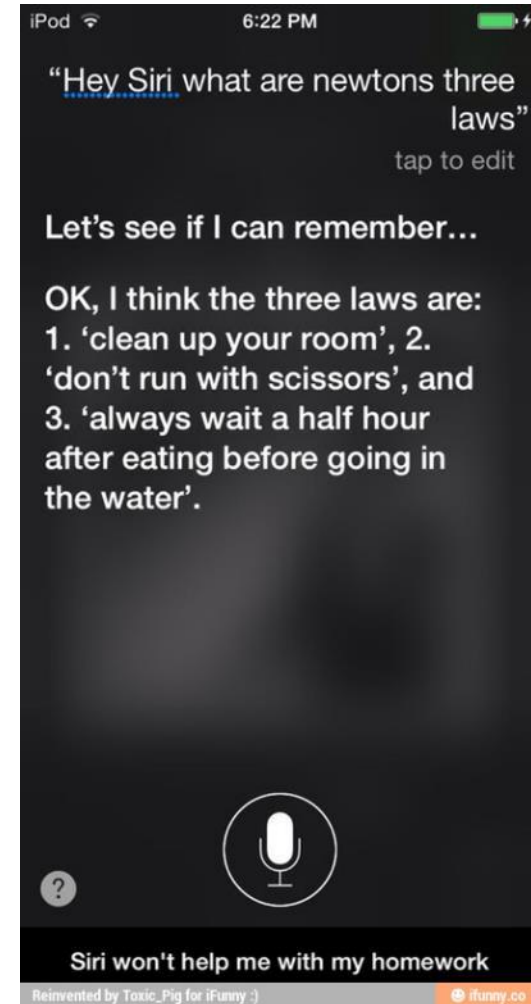 iPod 6:22 PM
“Hey Siri what are newtons three
laws”
tap to edit
Let’s see if I can remember...
OK, I think the three laws are:
1. ‘clean up your room’, 2.
‘don’t run with scissors’, and
3. ‘always wait a half hour
after eating before going in
the water’.
?
Siri won't help me with my homework
Reinvented by Toxic_Pig for iFunny :) ifunny.co